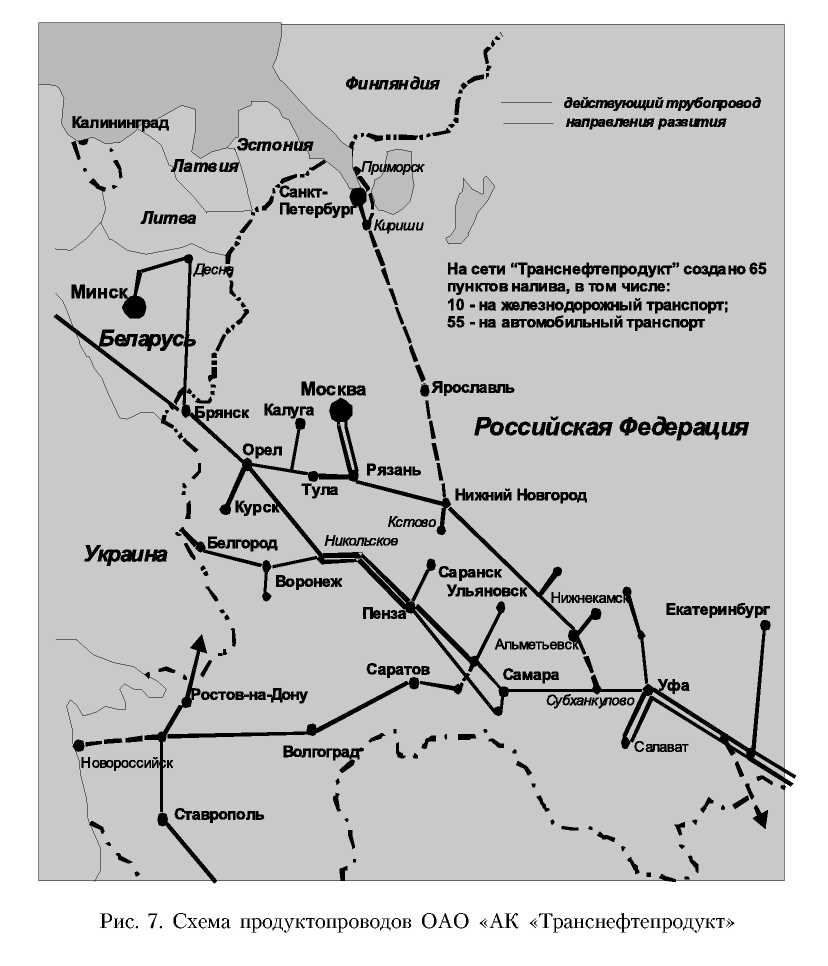 Финляндия
действующий трубопровод
направления развития
Калининград
Эстония
Латвия
Приморск
Санкт-
Петербург
Литва
Кириши
Десна
На сети “Транснефтепродукт” создано 65
пунктов налива, в том числе:
10 - на железнодорожный транспорт;
55 - на автомобильный транспорт
Минск
Беларусь
Москва
Ярославль
Брянск
Калуга
Российская Федерация
Орел
Рязань
Тула
Нижний Новгород
Курск
Кстово
Белгород
Никольское
Украина
Воронеж
Саранск
Ульяновск
Нижнекамск
Екатеринбург
Пенза
Альметьевск
Саратов
Самара
Уфа
Субханкулово
Ростов-на-Дону
Волгоград
Салават
Новороссийск
Ставрополь
Рис. 7. Схема продуктопроводов ОАО «АК «Транснефтепродукт»